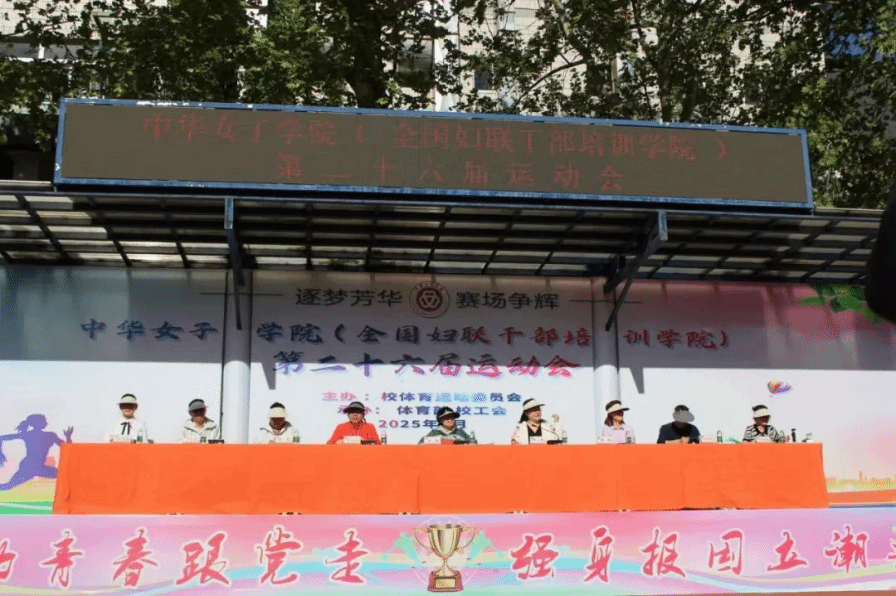 中华女子学院（全国妇联干部培训学院）
第二十六届运动会
逐梦芳华 赛场争辉
中华女子学院（全国妇联干部培训学院）
第二十六届运动会
主办：校体育运动委员会
承办：体育部 校工会
2025年 月
青春跟党走 强身报国立潮